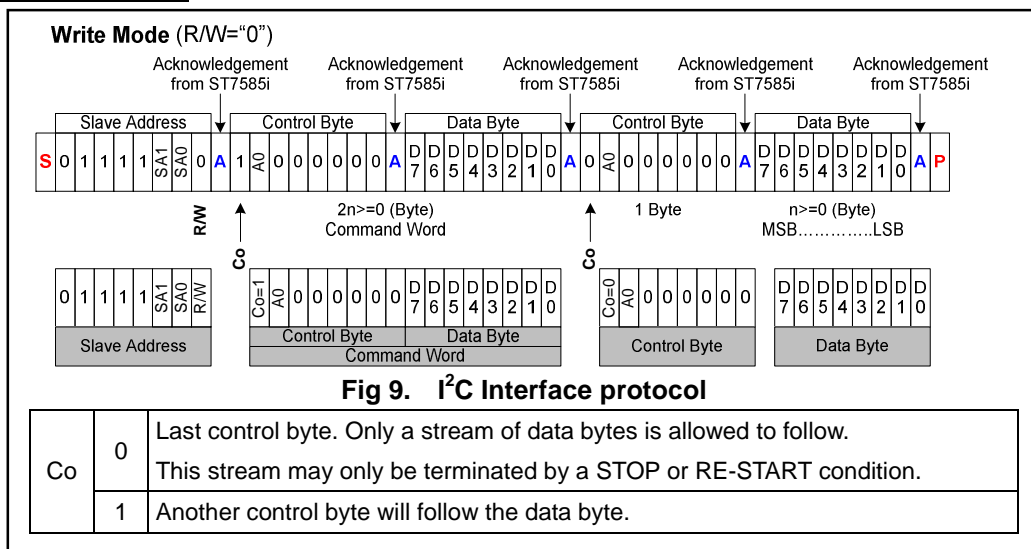 Write Mode (R/W=“0”)
Acknowledgement Acknowledgement Acknowledgement Acknowledgement Acknowledgement
from ST7585i from ST7585i from ST7585i from ST7585i from ST7585i
Slave Address Control Byte Data Byte Control Byte Data Byte
S 0 1 1 1 1 SA1 SA0 0 A 1 A0 0 0 0 0 0 0 A D7 D6 D5 D4 D3 D2 D1 D0 A 0 A0 0 0 0 0 0 0 A D7 D6 D5 D4 D3 D2 D1 D0 A P
R/W Co 2n>=0 (Byte) Co 1 Byte n>=0 (Byte)
Command Word MSB…………..LSB
0 1 1 1 1 SA1 SA0 R/W Co=1 A0 0 0 0 0 0 0 D7 D6 D5 D4 D3 D2 D1 D0 Co=0 A0 0 0 0 0 0 0 D7 D6 D5 D4 D3 D2 D1 D0
Slave Address Control Byte Data Byte Control Byte Data Byte
Command Word
Fig 9. I²C Interface protocol
Co 0 Last control byte. Only a stream of data bytes is allowed to follow.
This stream may only be terminated by a STOP or RE-START condition.
1 Another control byte will follow the data byte.